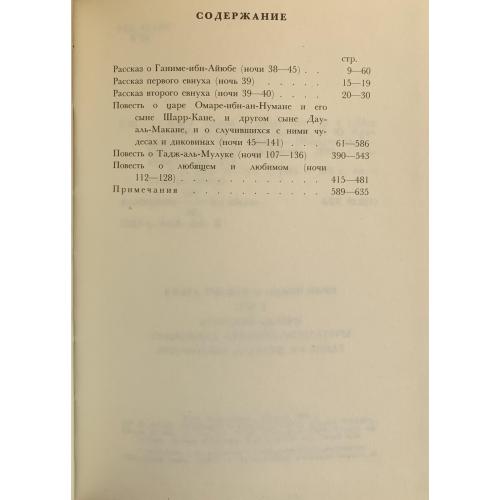 СОДЕРЖАНИЕ
стр.
Рассказ о Ганиме-ибн-Айюбе (ночи 38—45) . . 9—60
Рассказ первого евнуха (ночь 39) . . . . . 15—19
Рассказ второго евнуха (ночи 39—40) . . . . 20—30
Повесть о царе Омаре-ибн-ан-Нумане и его
сыне Шарр-Кане, и другом сыне Дау-
аль-Макане, и о случившихся с ними чу-
десах и диковинах (ночи 45—141) . . . . 61—586
Повесть о Тадж-аль-Мулуке (ночи 107—136) 390—543
Повесть о любящем и любимом (ночи
112—128) . . . . . . . . . . . . 415—481
Примечания . . . . . . . . . . . . 589—635